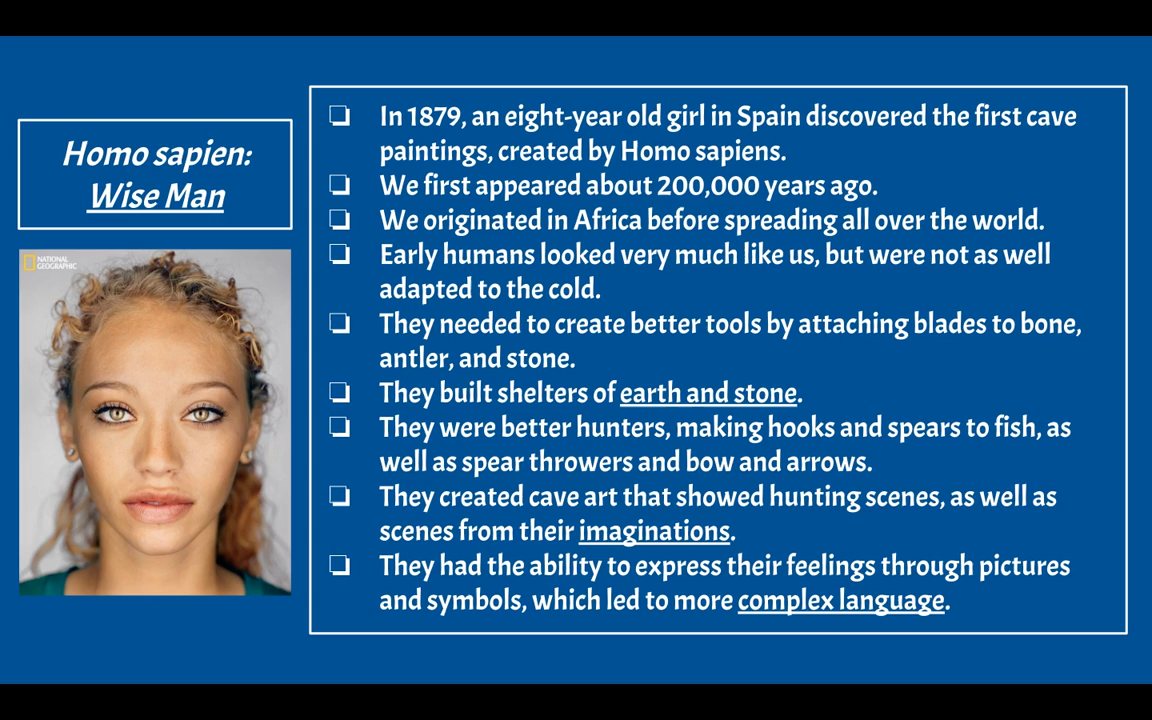 Homo sapien:
Wise Man
NATIONAL
GEOGRAPHIC
❏ In 1879, an eight-year old girl in Spain discovered the first cave
paintings, created by Homo sapiens.
❏ We first appeared about 200,000 years ago.
❏ We originated in Africa before spreading all over the world.
❏ Early humans looked very much like us, but were not as well
adapted to the cold.
❏ They needed to create better tools by attaching blades to bone,
antler, and stone.
❏ They built shelters of earth and stone.
❏ They were better hunters, making hooks and spears to fish, as
well as spear throwers and bow and arrows.
❏ They created cave art that showed hunting scenes, as well as
scenes from their imaginations.
❏ They had the ability to express their feelings through pictures
and symbols, which led to more complex language.